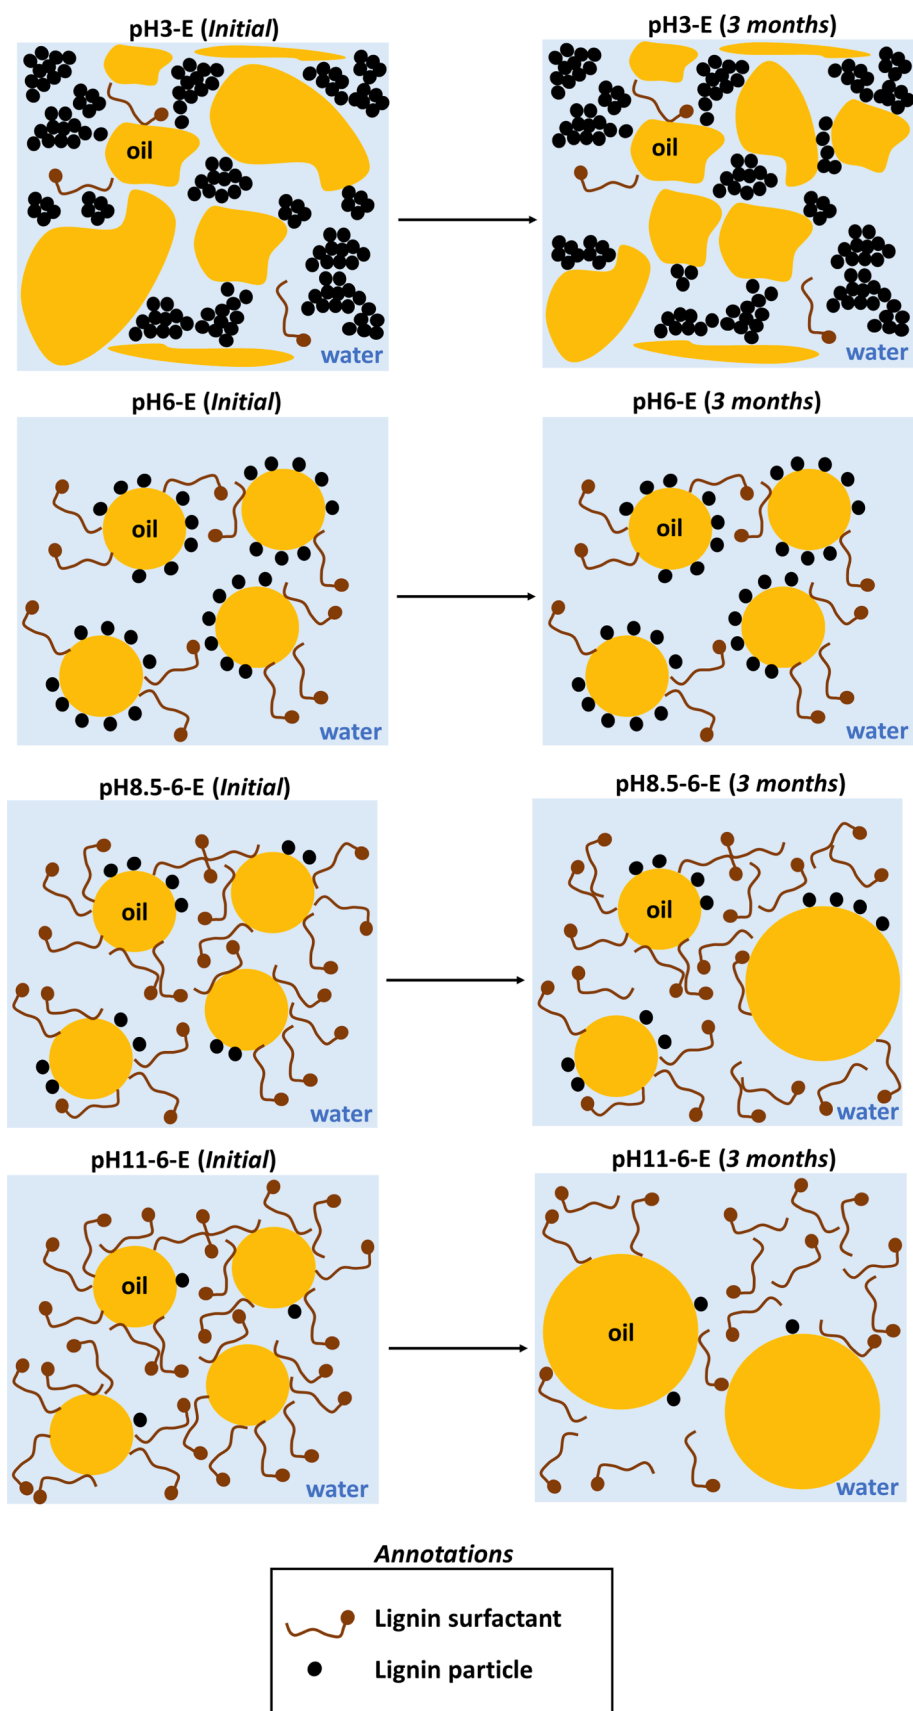 pH3-E (Initial)
pH3-E (3 months)
oil
water
oil
water
pH6-E (Initial)
pH6-E (3 months)
oil
water
oil
water
pH8.5-6-E (Initial)
pH8.5-6-E (3 months)
oil
water
oil
water
pH11-6-E (Initial)
pH11-6-E (3 months)
oil
water
oil
water
Annotations
Lignin surfactant
Lignin particle